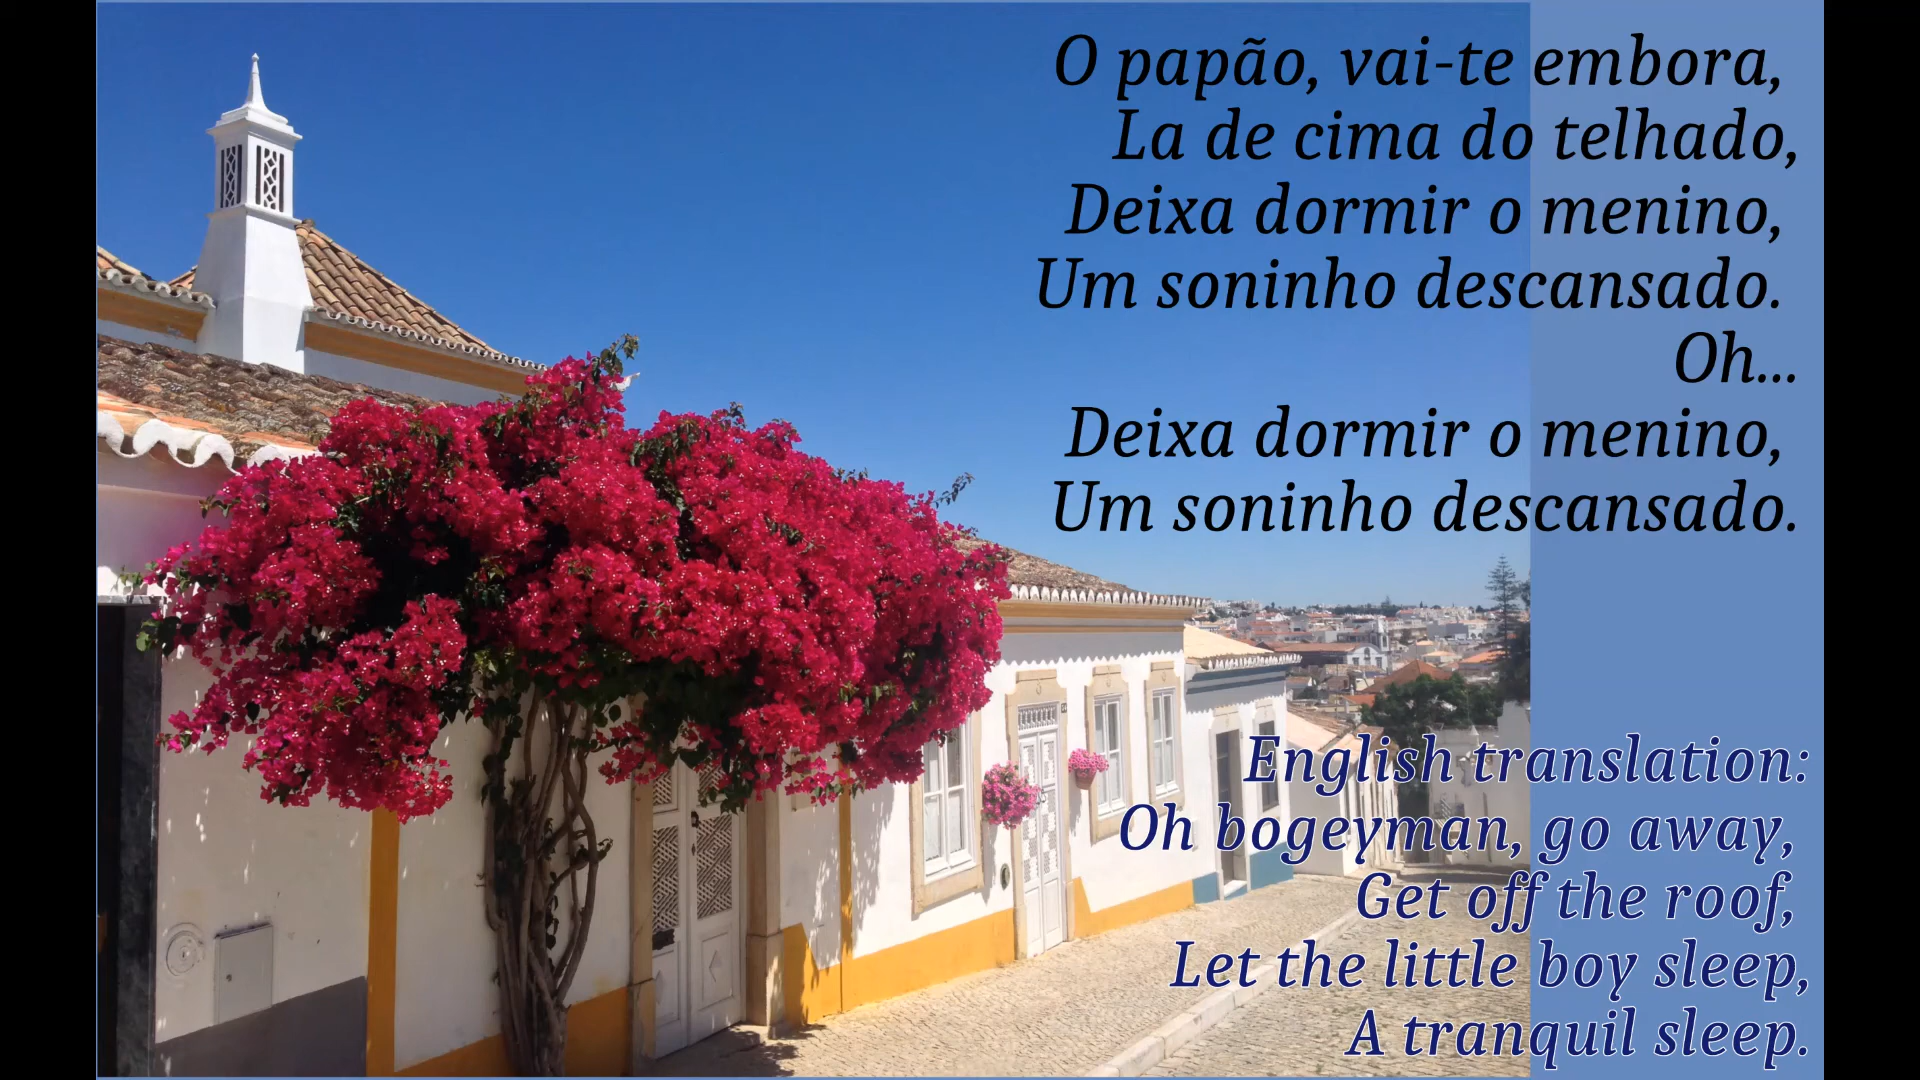 O papão, vai-te embora,
La de cima do telhado,
Deixa dormir o menino,
Um soninho descansado.
Oh...
Deixa dormir o menino,
Um soninho descansado.
English translation:
Oh bogeyman, go away,
Get off the roof,
Let the little boy sleep,
A tranquil sleep.